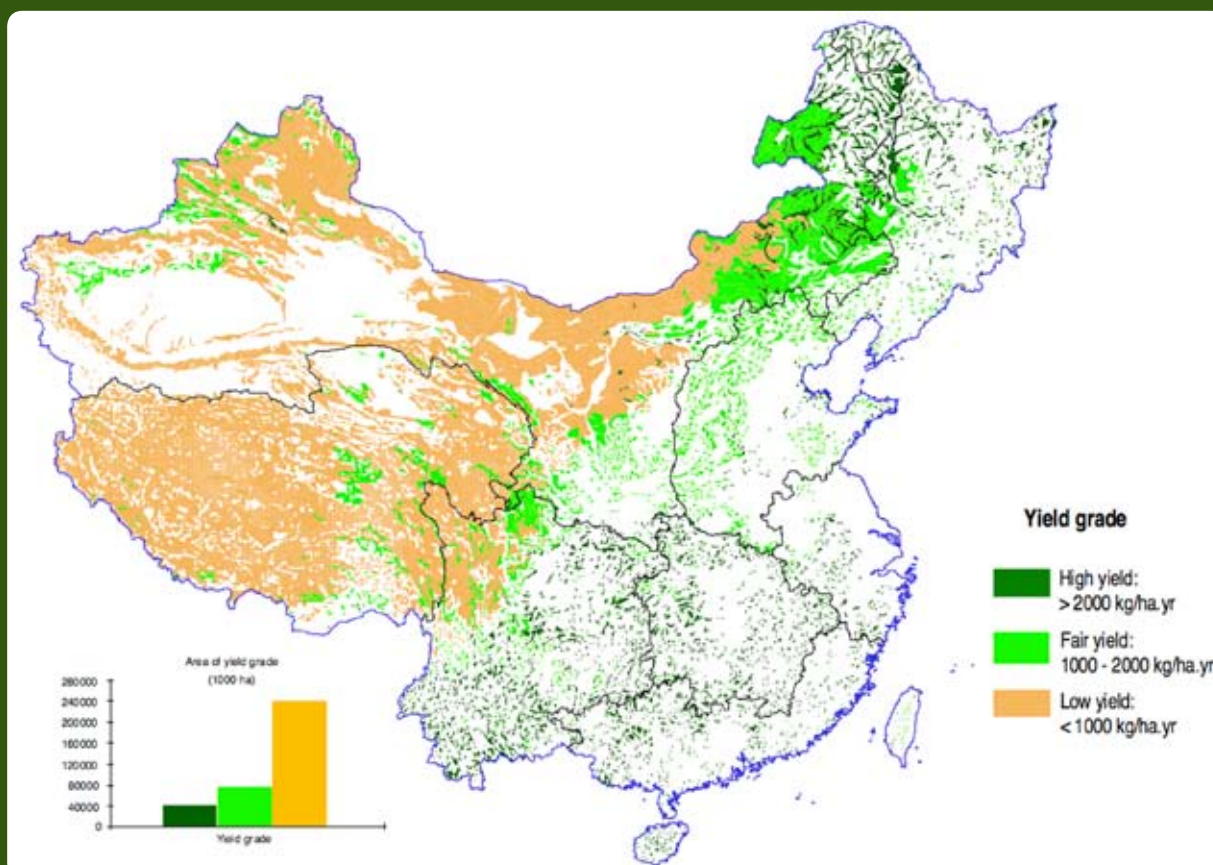 Yield grade
High yield:
> 2000 kg/ha.yr
Fair yield:
1000 - 2000 kg/ha.yr
Low yield:
< 1000 kg/ha.yr
Area of yield grade
(1000 ha)
280000
240000
200000
160000
120000
80000
40000
0
Yield grade